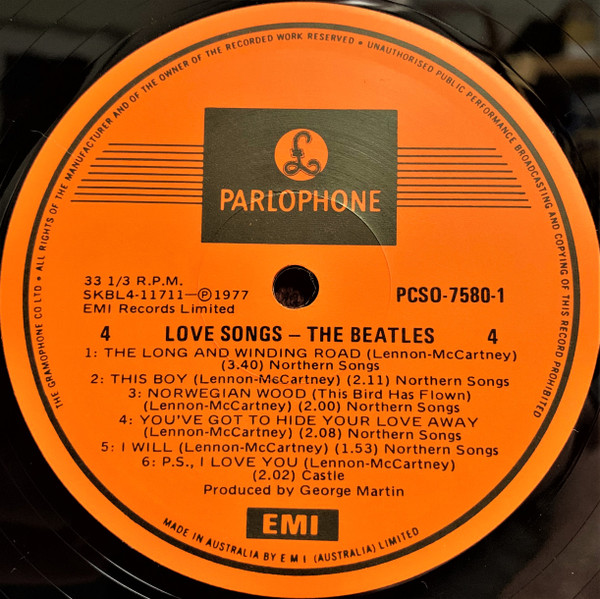 THE GRAMOPHONE CO LTD • ALL RIGHTS OF THE MANUFACTURER AND OF THE OWNER OF THE RECORDED WORK RESERVED • UNAUTHORISED PUBLIC PERFORMANCE BROADCASTING AND COPYING OF THIS RECORD PROHIBITED
£
PARLOPHONE
33 1/3 R.P.M.
SKBL4-11711—Ⓟ1977
EMI Records Limited
PCSO-7580-1
4 LOVE SONGS – THE BEATLES 4
1: THE LONG AND WINDING ROAD (Lennon-McCartney)
(3.40) Northern Songs
2: THIS BOY (Lennon-McCartney) (2.11) Northern Songs
3: NORWEGIAN WOOD (This Bird Has Flown)
(Lennon-McCartney) (2.00) Northern Songs
4: YOU'VE GOT TO HIDE YOUR LOVE AWAY
(Lennon-McCartney) (2.08) Northern Songs
5: I WILL (Lennon-McCartney) (1.53) Northern Songs
6: P.S., I LOVE YOU (Lennon-McCartney)
(2.02) Castle
Produced by George Martin
EMI
MADE IN AUSTRALIA BY E M I (AUSTRALIA) LIMITED